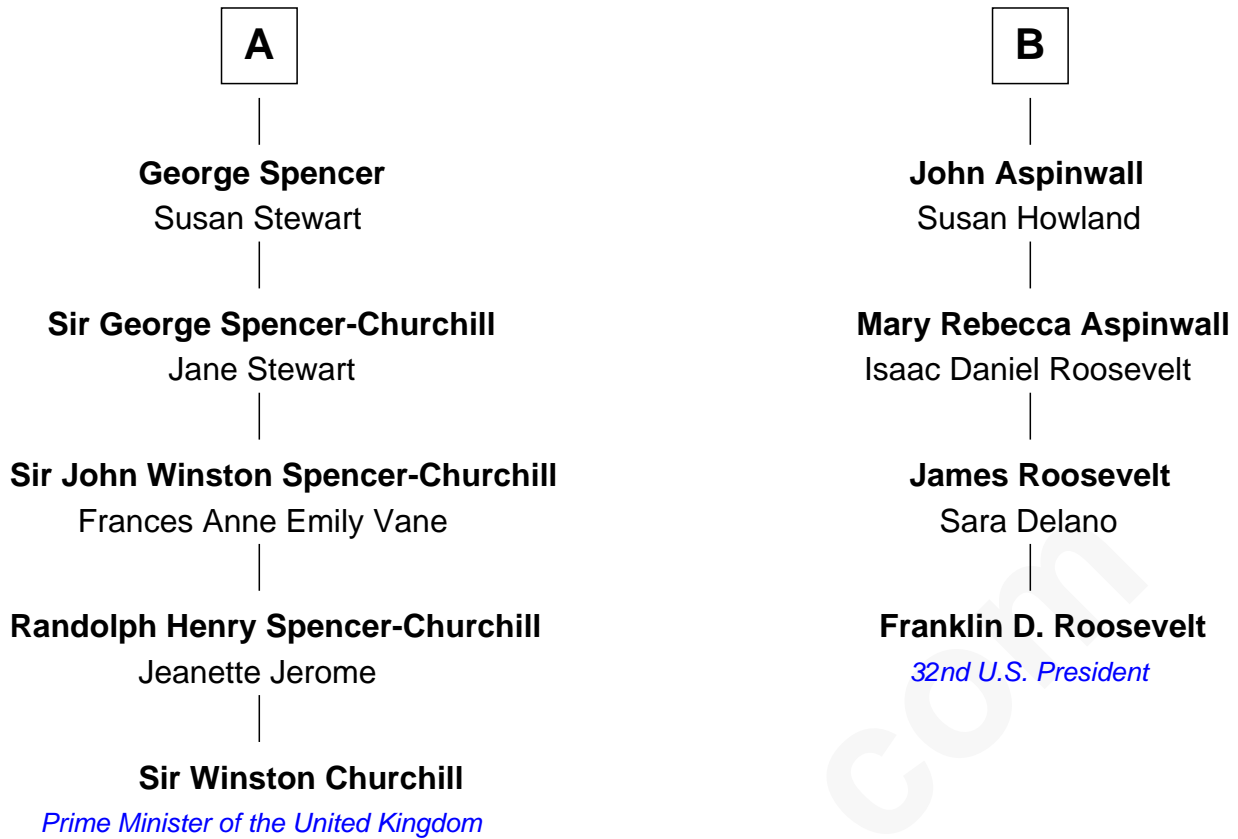 A
George Spencer
Susan Stewart
Sir George Spencer-Churchill
Jane Stewart
Sir John Winston Spencer-Churchill
Frances Anne Emily Vane
Randolph Henry Spencer-Churchill
Jeanette Jerome
Sir Winston Churchill
Prime Minister of the United Kingdom
B
John Aspinwall
Susan Howland
Mary Rebecca Aspinwall
Isaac Daniel Roosevelt
James Roosevelt
Sara Delano
Franklin D. Roosevelt
32nd U.S. President
com